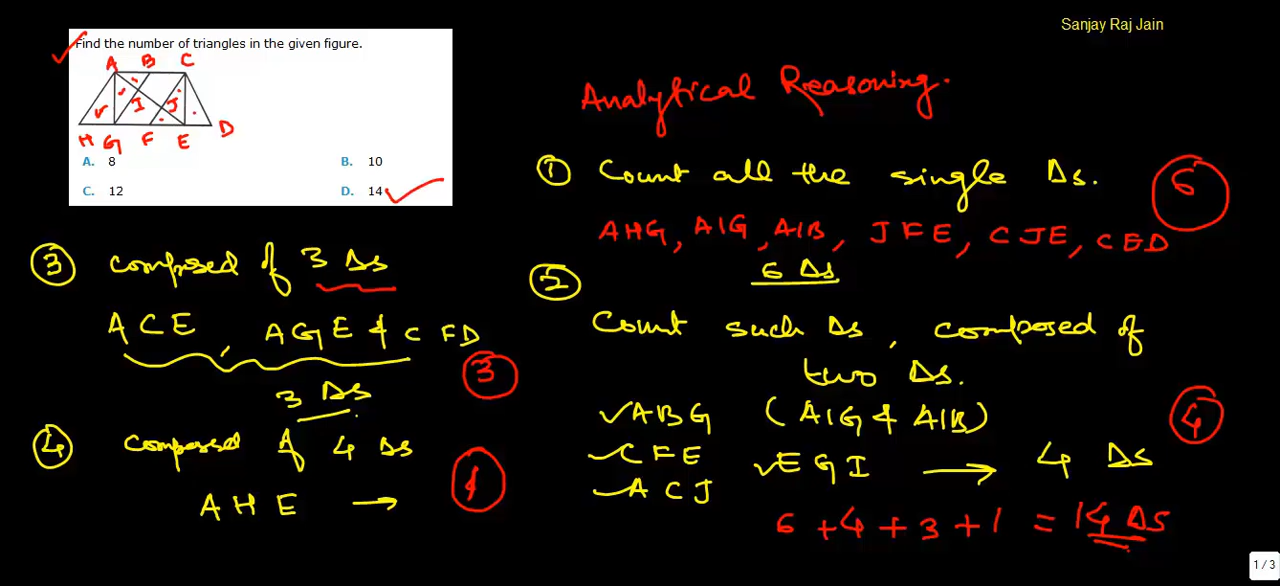 Sanjay Raj Jain
Find the number of triangles in the given figure.
A B C
I J
H G F E D
A. 8
B. 10
C. 12
D. 14
Analytical Reasoning.
① Count all the single Δs.
6
AHG, AIG, AIB, JFE, CJE, CED
6 Δs
② Count such Δs, composed of
two Δs.
ABG (AIG & AIB)
CFE EGI → 4 Δs
ACJ
4
③ composed of 3 Δs
ACE, AGE & CFD
3 Δs
3
④ composed of 4 Δs
AHE →
1
6 + 4 + 3 + 1 = 14 Δs
1 / 3